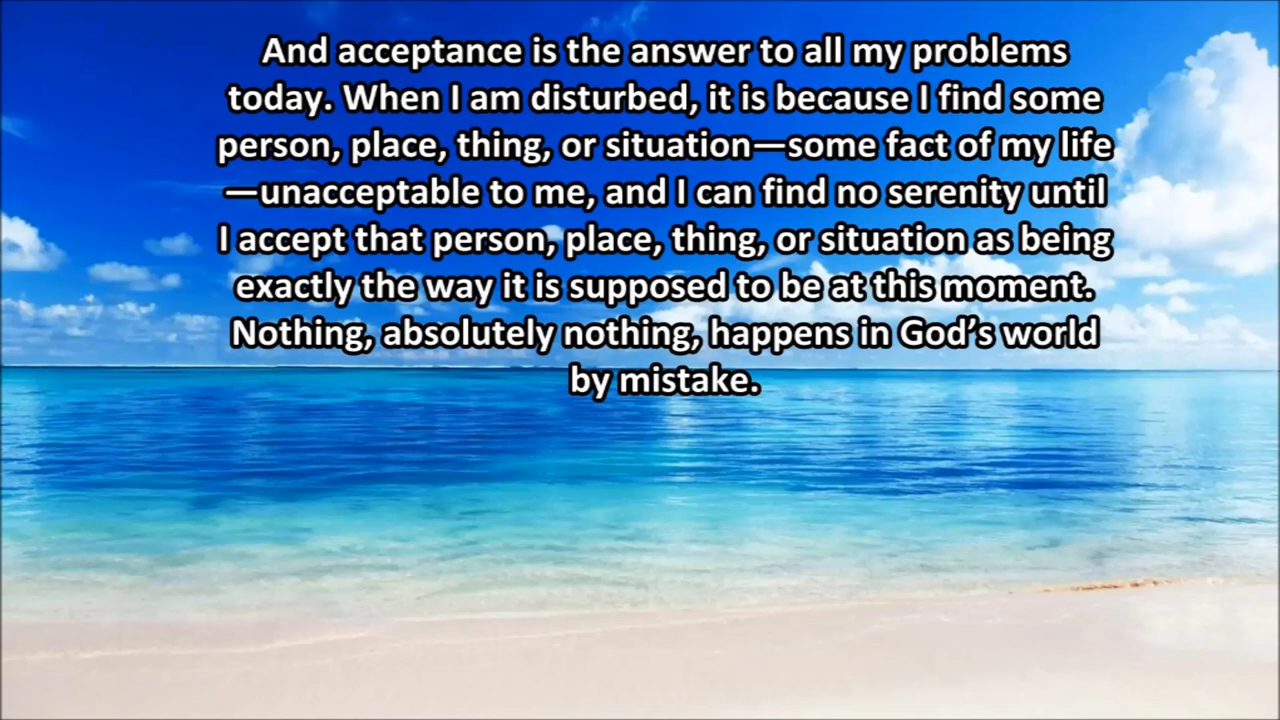 And acceptance is the answer to all my problems
today. When I am disturbed, it is because I find some
person, place, thing, or situation—some fact of my life
—unacceptable to me, and I can find no serenity until
I accept that person, place, thing, or situation as being
exactly the way it is supposed to be at this moment.
Nothing, absolutely nothing, happens in God’s world
by mistake.